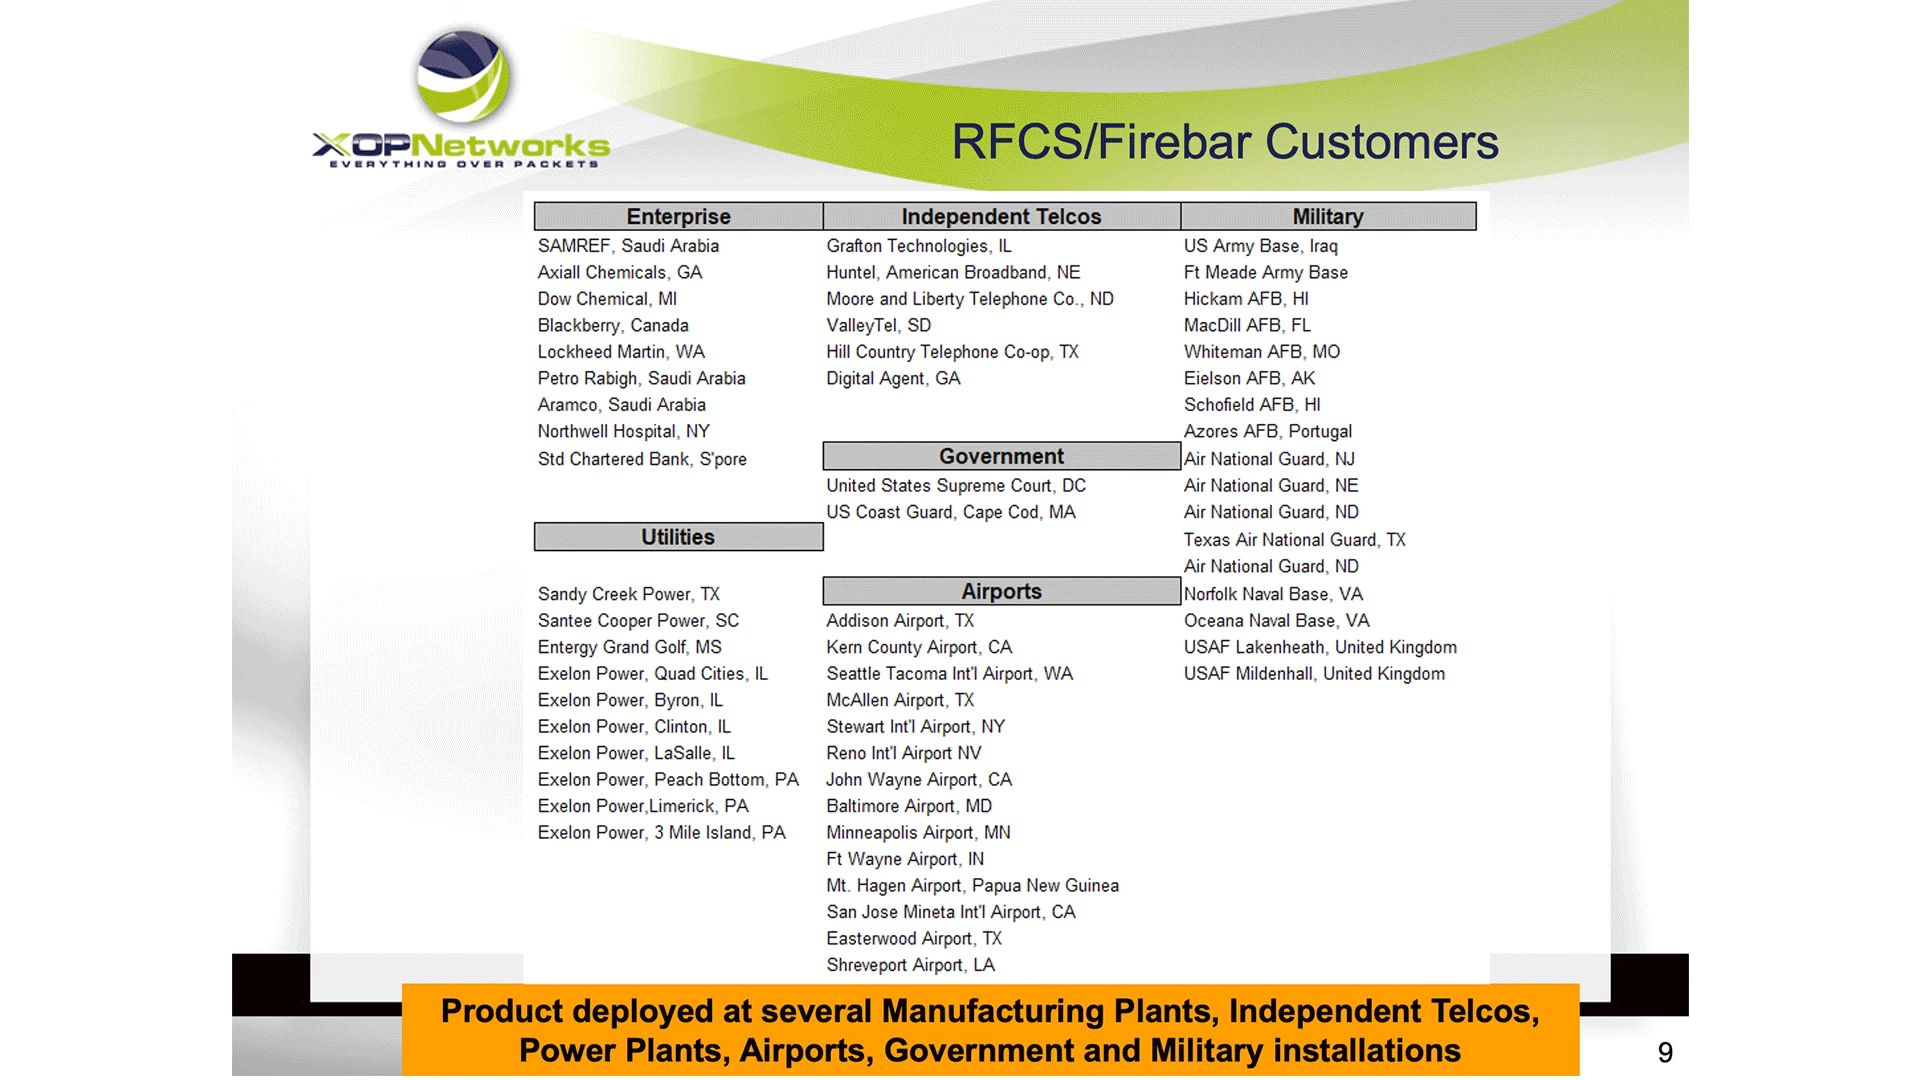 XOPNetworks
EVERYTHING OVER PACKETS
RFCS/Firebar Customers
Enterprise
SAMREF, Saudi Arabia
Axiall Chemicals, GA
Dow Chemical, MI
Blackberry, Canada
Lockheed Martin, WA
Petro Rabigh, Saudi Arabia
Aramco, Saudi Arabia
Northwell Hospital, NY
Std Chartered Bank, S'pore
Utilities
Sandy Creek Power, TX
Santee Cooper Power, SC
Entergy Grand Golf, MS
Exelon Power, Quad Cities, IL
Exelon Power, Byron, IL
Exelon Power, Clinton, IL
Exelon Power, LaSalle, IL
Exelon Power, Peach Bottom, PA
Exelon Power,Limerick, PA
Exelon Power, 3 Mile Island, PA
Independent Telcos
Grafton Technologies, IL
Huntel, American Broadband, NE
Moore and Liberty Telephone Co., ND
ValleyTel, SD
Hill Country Telephone Co-op, TX
Digital Agent, GA
Government
United States Supreme Court, DC
US Coast Guard, Cape Cod, MA
Airports
Addison Airport, TX
Kern County Airport, CA
Seattle Tacoma Int'l Airport, WA
McAllen Airport, TX
Stewart Int'l Airport, NY
Reno Int'l Airport NV
John Wayne Airport, CA
Baltimore Airport, MD
Minneapolis Airport, MN
Ft Wayne Airport, IN
Mt. Hagen Airport, Papua New Guinea
San Jose Mineta Int'l Airport, CA
Easterwood Airport, TX
Shreveport Airport, LA
Military
US Army Base, Iraq
Ft Meade Army Base
Hickam AFB, HI
MacDill AFB, FL
Whiteman AFB, MO
Eielson AFB, AK
Schofield AFB, HI
Azores AFB, Portugal
Air National Guard, NJ
Air National Guard, NE
Air National Guard, ND
Texas Air National Guard, TX
Air National Guard, ND
Norfolk Naval Base, VA
Oceana Naval Base, VA
USAF Lakenheath, United Kingdom
USAF Mildenhall, United Kingdom
Product deployed at several Manufacturing Plants, Independent Telcos,
Power Plants, Airports, Government and Military installations
9